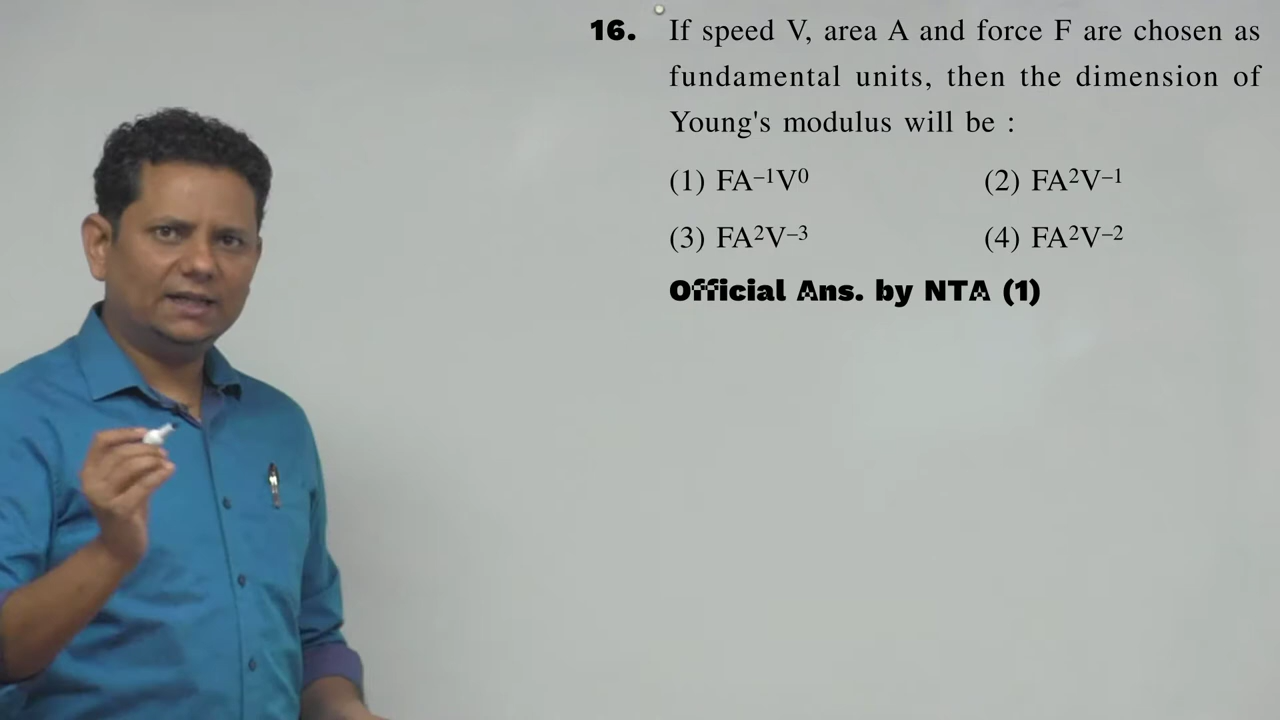 16. If speed V, area A and force F are chosen as
fundamental units, then the dimension of
Young's modulus will be :
(1) FA⁻¹V⁰ (2) FA²V⁻¹
(3) FA²V⁻³ (4) FA²V⁻²
Official Ans. by NTA (1)